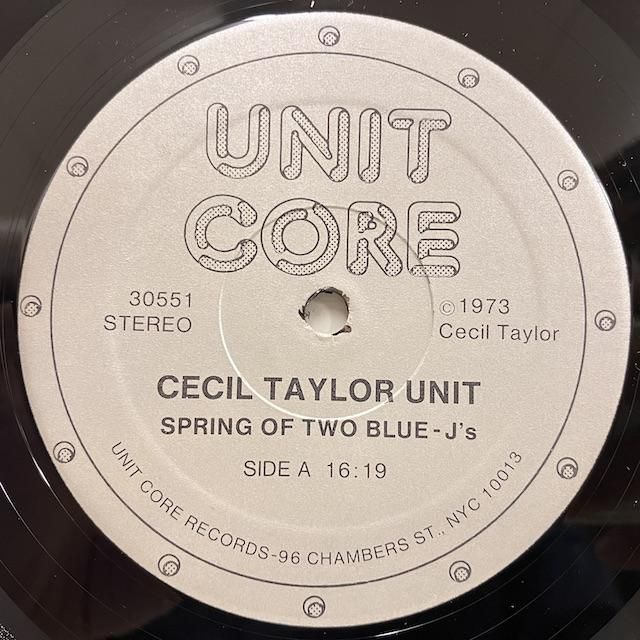 UNIT
CORE
30551
STEREO
©1973
Cecil Taylor
CECIL TAYLOR UNIT
SPRING OF TWO BLUE-J's
SIDE A 16:19
UNIT CORE RECORDS-96 CHAMBERS ST., NYC 10013